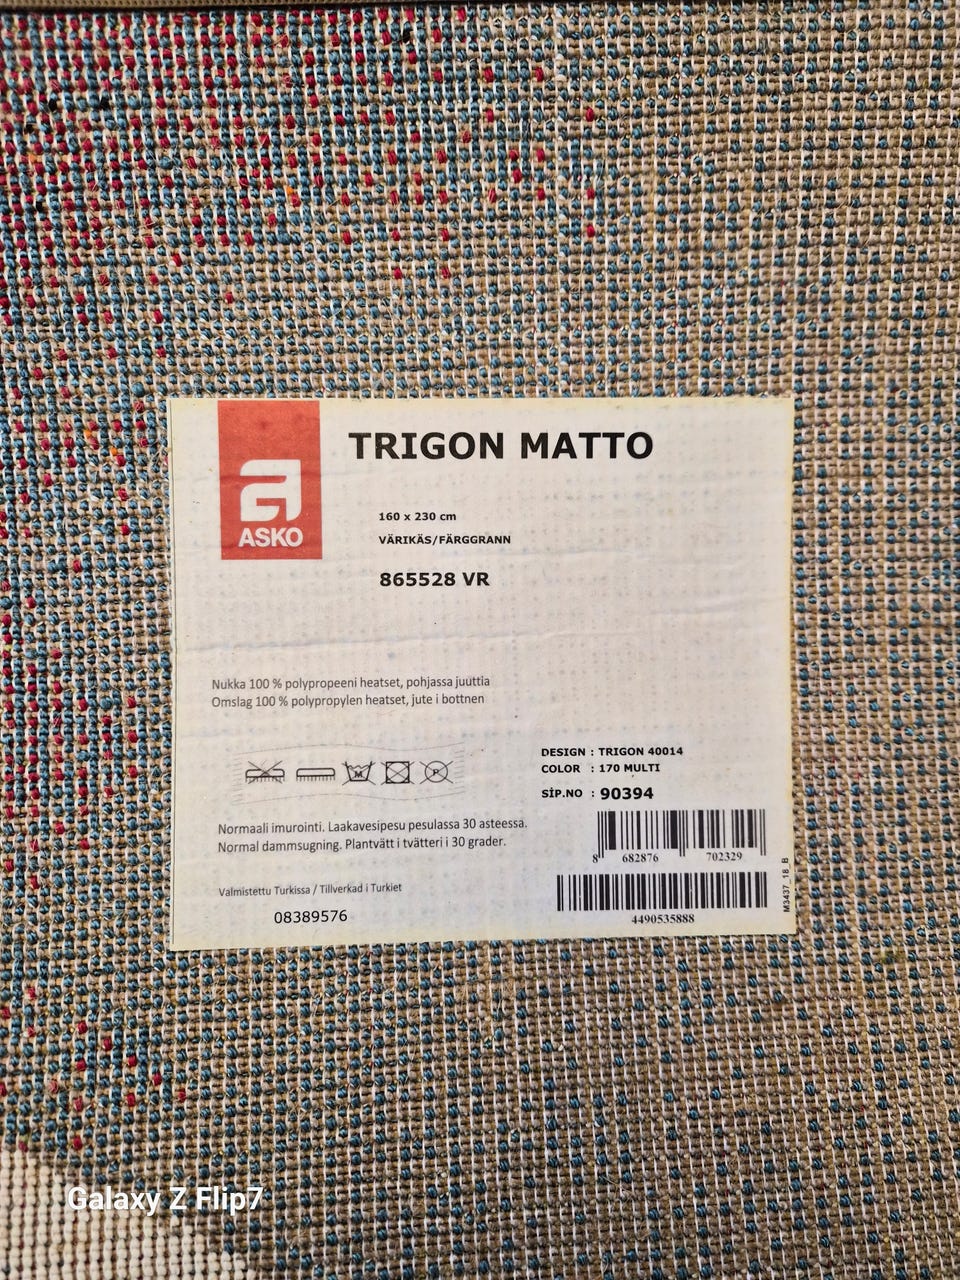 TRIGON MATTO
ASKO
160 x 230 cm
VÄRIKÄS/FÄRGGRANN
865528 VR
Nukka 100 % polypropeeni heatset, pohjassa juuttia
Omslag 100 % polypropylen heatset, jute i bottnen
M
P
DESIGN : TRIGON 40014
COLOR : 170 MULTI
SİP.NO : 90394
Normaali imurointi. Laakavesipesu pesulassa 30 asteessa.
Normal dammsugning. Plantvätt i tvätteri i 30 grader.
8 682876 702329
Valmistettu Turkissa / Tillverkad i Turkiet
08389576
4490535888
M3437_18_B
Galaxy Z Flip7